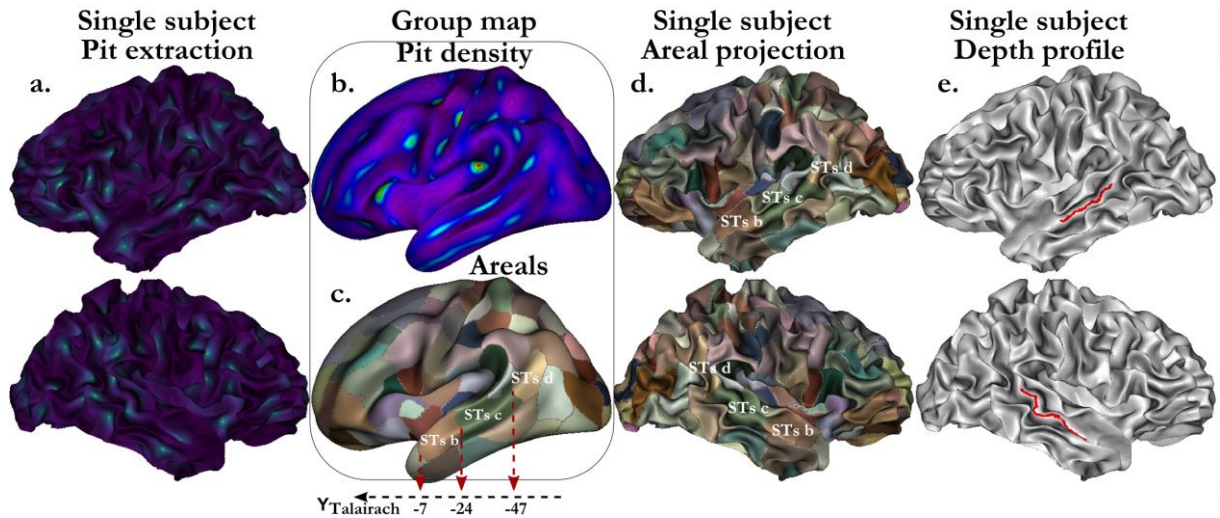 Single subject
Pit extraction
Group map
Pit density
Single subject
Areal projection
Single subject
Depth profile
a.
b.
d.
e.
STs d
STs c
STs b
Areals
c.
STs d
STs c
STs b
STs d
STs c
STs b
YTalairach
-7
-24
-47